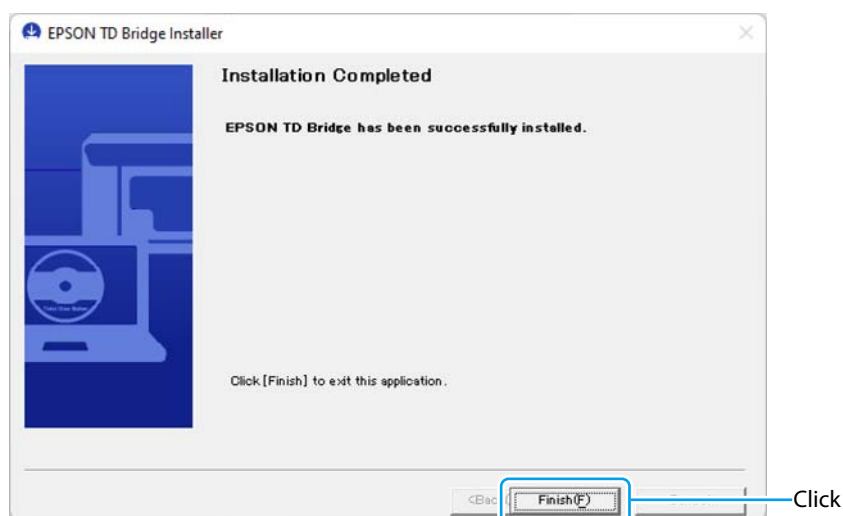 EPSON TD Bridge Installer
Installation Completed
EPSON TD Bridge has been successfully installed.
Click [Finish] to exit this application.
Finish(F)
Click